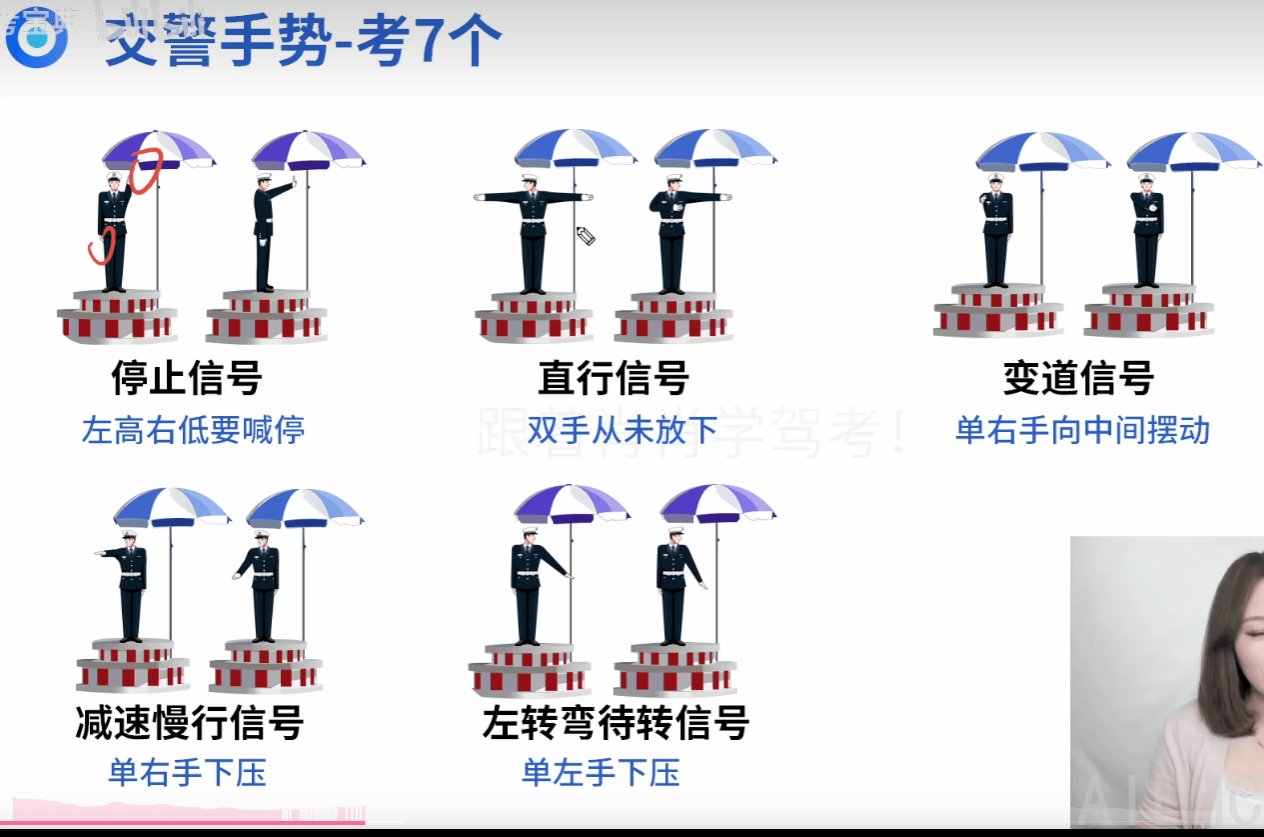 交警手势-考7个
停止信号
左高右低要喊停
直行信号
双手从未放下
变道信号
单右手向中间摆动
跟着肖肖学驾考！
减速慢行信号
单右手下压
左转弯待转信号
单左手下压